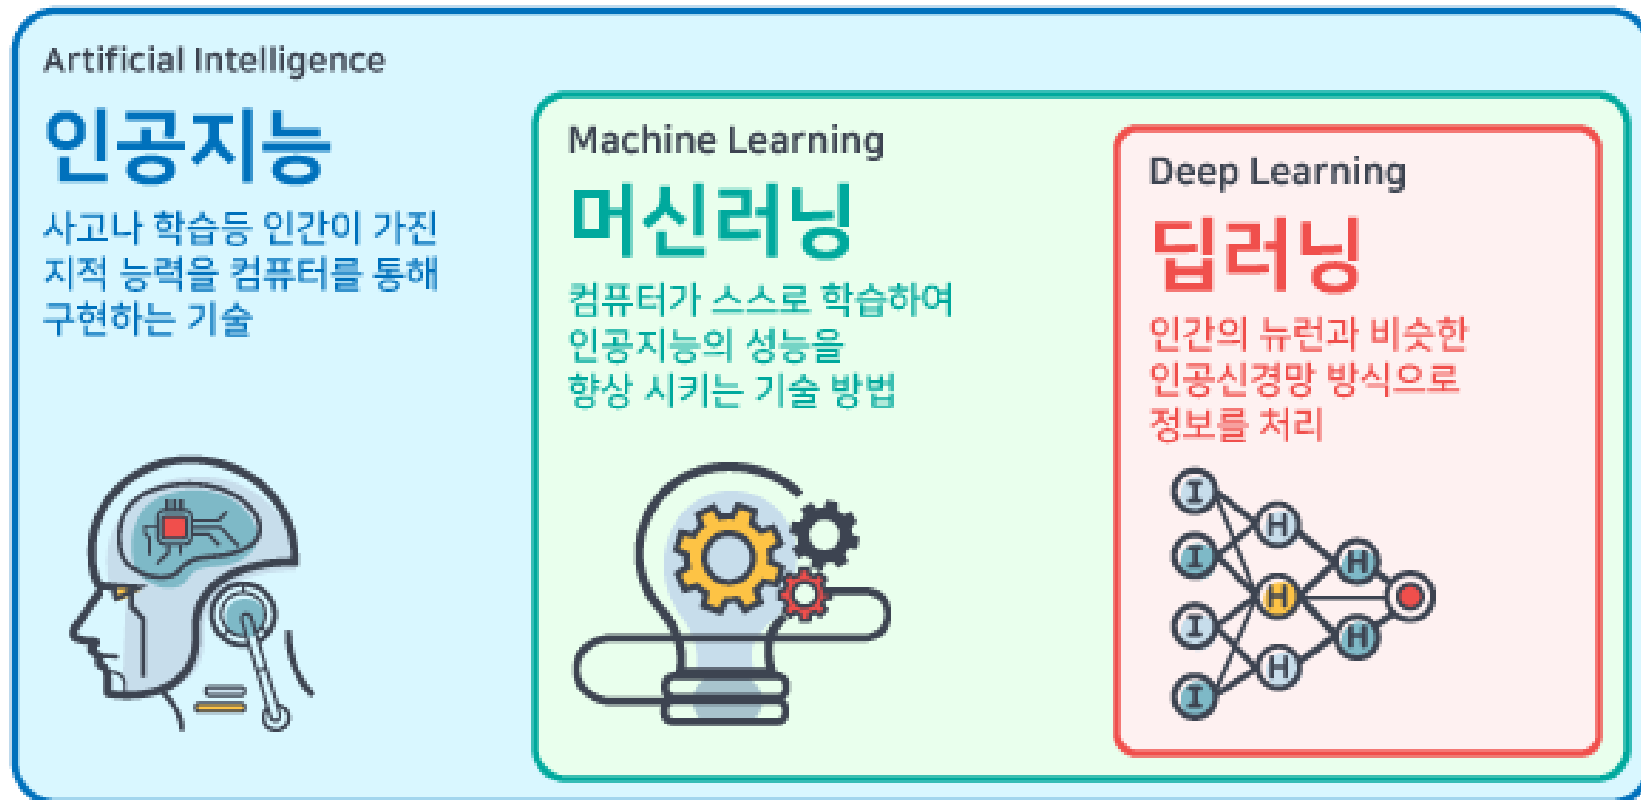 Artificial Intelligence
인공지능
사고나 학습등 인간이 가진
지적 능력을 컴퓨터를 통해
구현하는 기술
Machine Learning
머신러닝
컴퓨터가 스스로 학습하여
인공지능의 성능을
향상 시키는 기술 방법
Deep Learning
딥러닝
인간의 뉴런과 비슷한
인공신경망 방식으로
정보를 처리
I
H
I
H
H
I
H
H
I